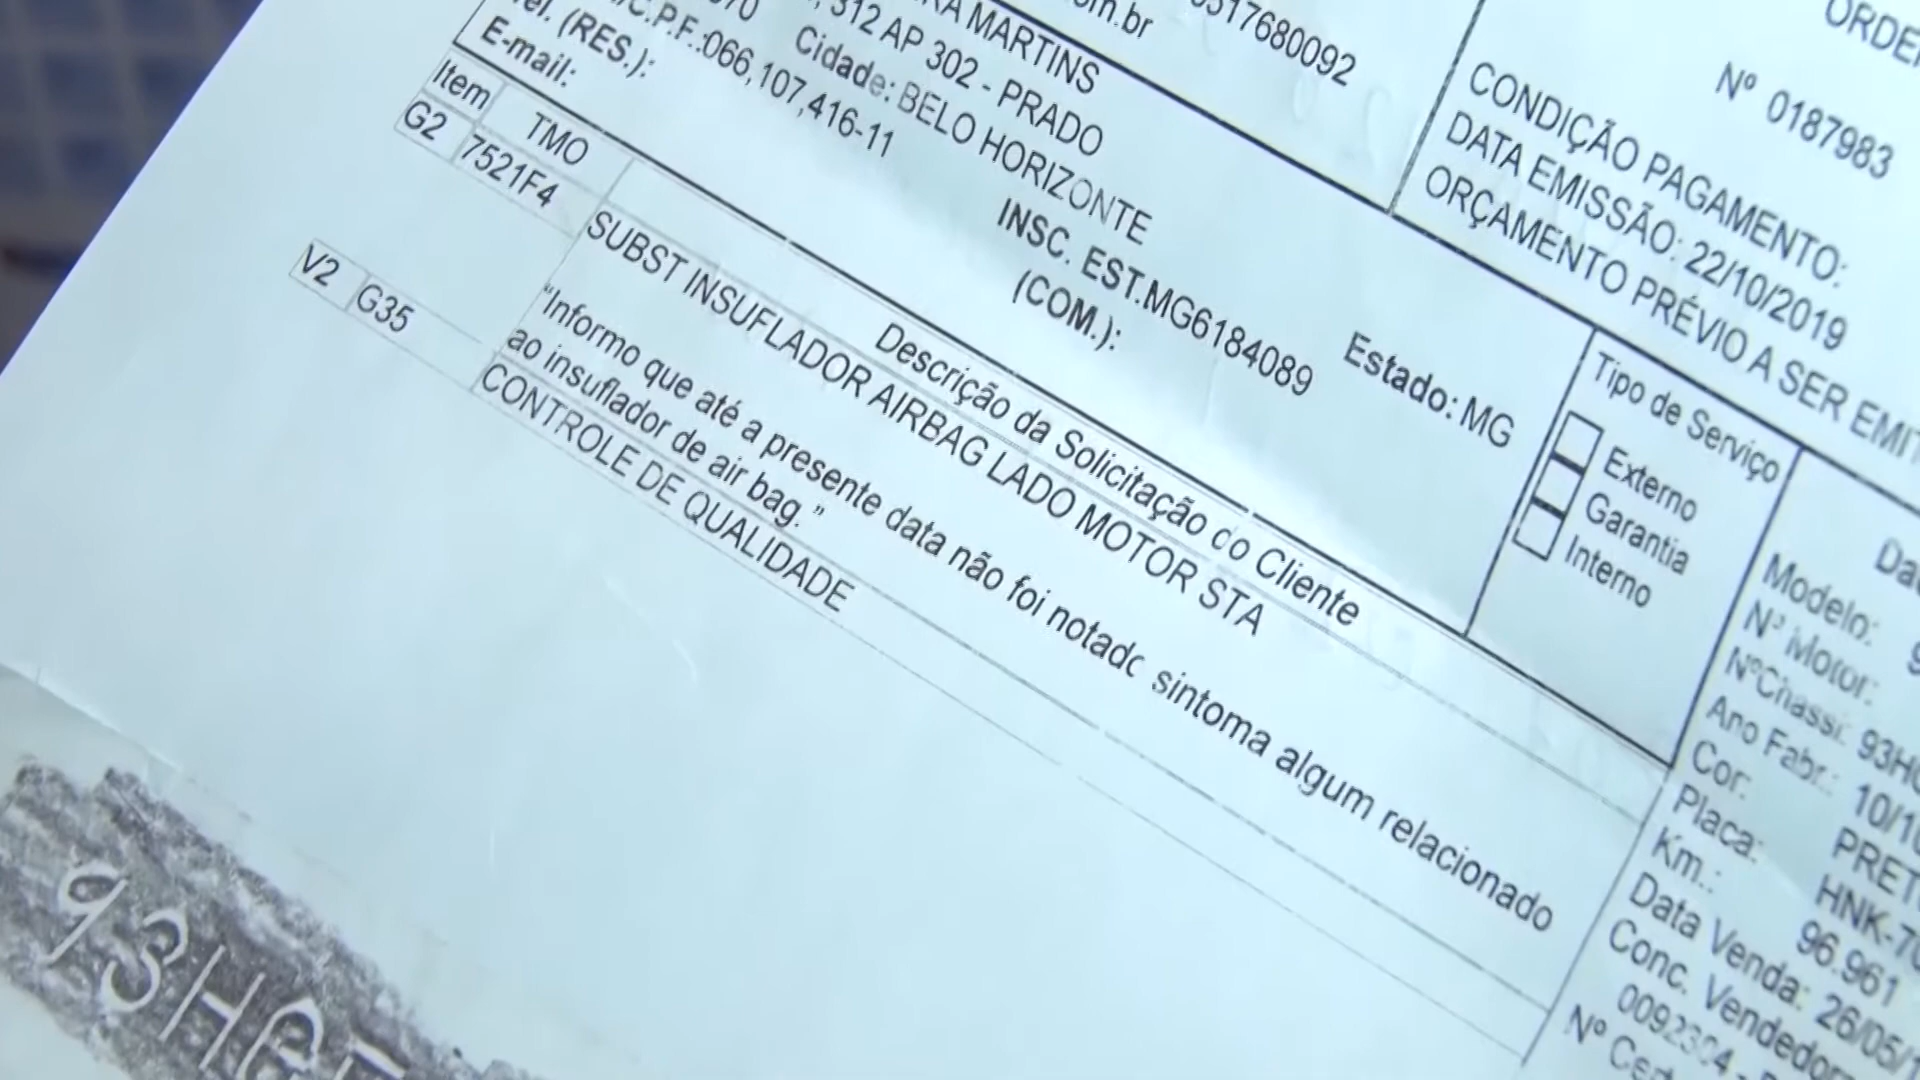 RA MARTINS
312 AP 302 - PRADO
Cidade: BELO HORIZONTE
C.P.F.:066,107,416-11
INSC. EST.MG6184089
Estado: MG
(RES.):
(COM.):
E-mail:
Nº 0187983
CONDIÇÃO PAGAMENTO:
DATA EMISSÃO: 22/10/2019
ORÇAMENTO PRÉVIO A SER EMIT
Item TMO Descrição da Solicitação do Cliente
G2 7521F4 SUBST INSUFLADOR AIRBAG LADO MOTOR STA
"Informo que até a presente data não foi notado sintoma algum relacionado
ao insuflador de air bag."
V2 G35 CONTROLE DE QUALIDADE
Tipo de Serviço
Externo
Garantia
Interno
Modelo:
Nº Motor:
NºChassi: 93H
Ano Fabr.: 10/10
Cor: PRET
Placa: HNK-70
Km.: 96.961
Data Venda: 26/05/1
Conc. Vendedor
Nº Cert
93H